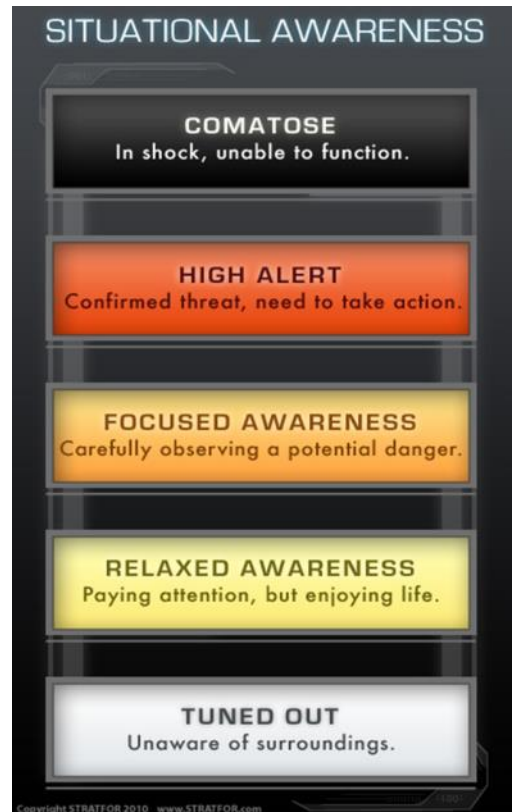 SITUATIONAL AWARENESS
COMATOSE
In shock, unable to function.
HIGH ALERT
Confirmed threat, need to take action.
FOCUSED AWARENESS
Carefully observing a potential danger.
RELAXED AWARENESS
Paying attention, but enjoying life.
TUNED OUT
Unaware of surroundings.
Copyright STRATFOR 2010 www.STRATFOR.com